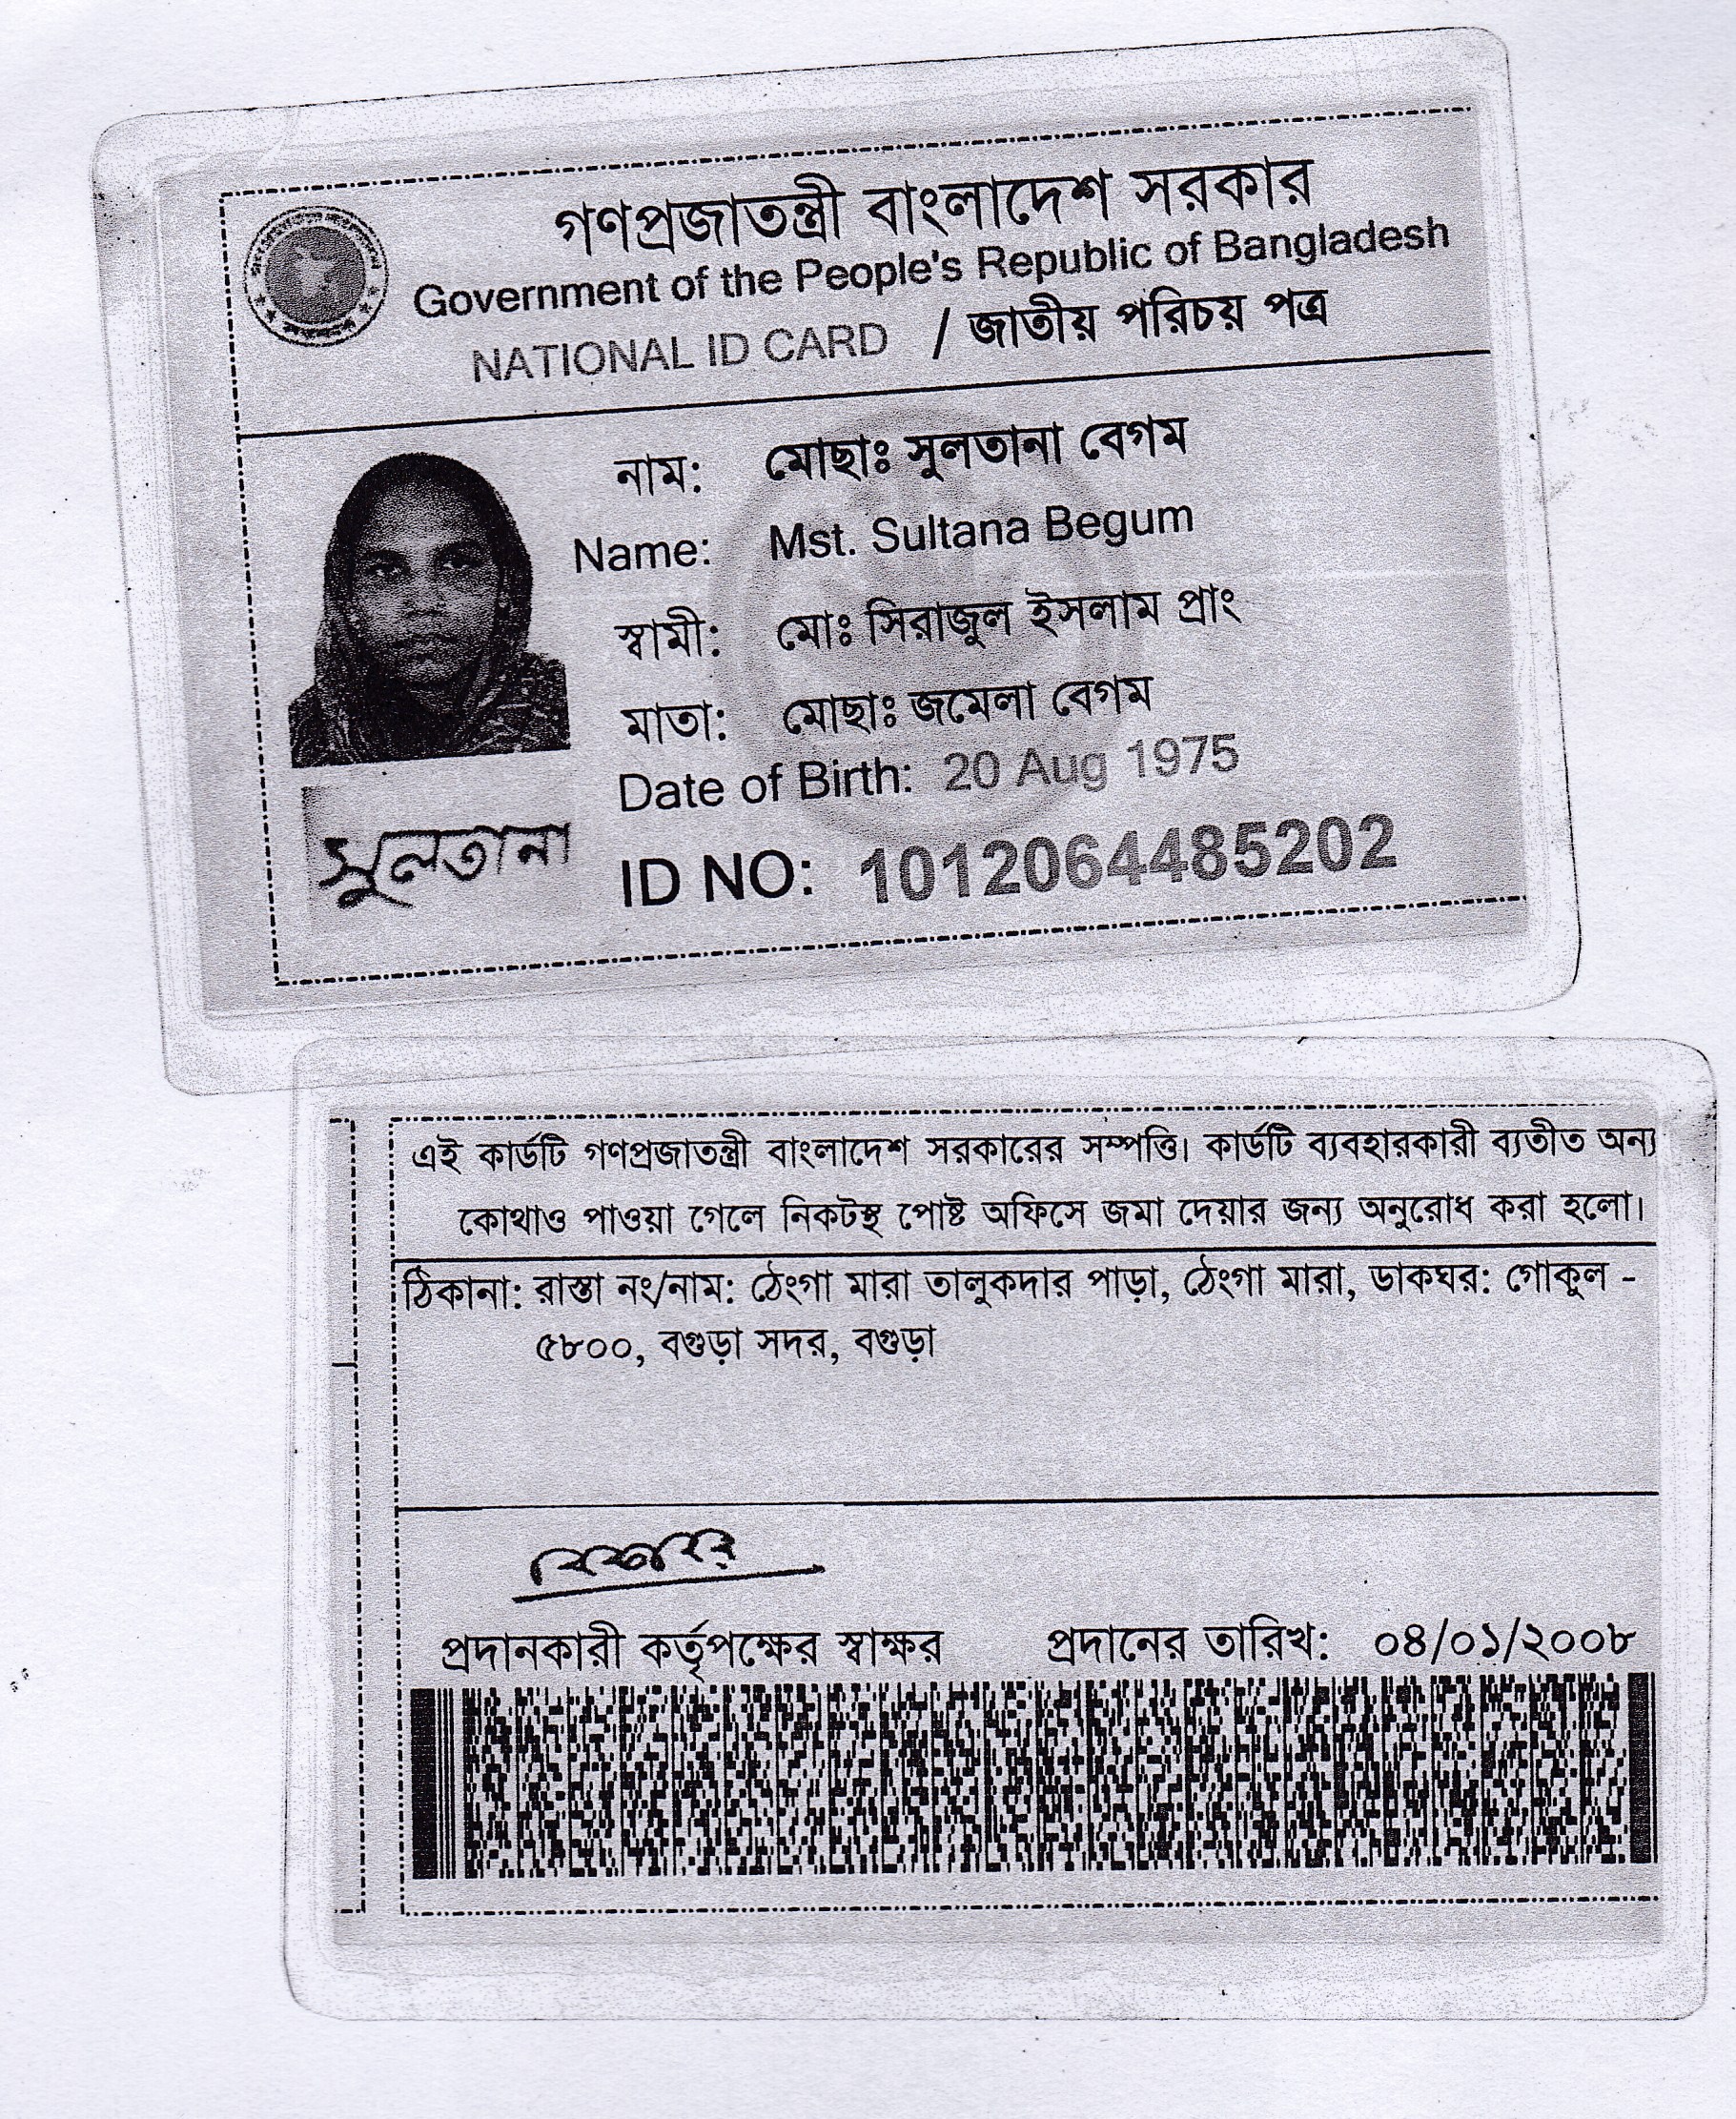 গণপ্রজাতন্ত্রী বাংলাদেশ সরকার
Government of the People's Republic of Bangladesh
NATIONAL ID CARD / জাতীয় পরিচয় পত্র
নাম: মোছাঃ সুলতানা বেগম
Name: Mst. Sultana Begum
স্বামী: মোঃ সিরাজুল ইসলাম প্রাং
মাতা: মোছাঃ জমেলা বেগম
Date of Birth: 20 Aug 1975
সুলতানা
ID NO: 1012064485202
এই কার্ডটি গণপ্রজাতন্ত্রী বাংলাদেশ সরকারের সম্পত্তি। কার্ডটি ব্যবহারকারী ব্যতীত অন্য
কোথাও পাওয়া গেলে নিকটস্থ পোষ্ট অফিসে জমা দেয়ার জন্য অনুরোধ করা হলো।
ঠিকানা: রাস্তা নং/নাম: ঠেংগা মারা তালুকদার পাড়া, ঠেংগা মারা, ডাকঘর: গোকুল -
৫৮০০, বগুড়া সদর, বগুড়া
প্রদানকারী কর্তৃপক্ষের স্বাক্ষর প্রদানের তারিখ: ০৪/০১/২০০৮